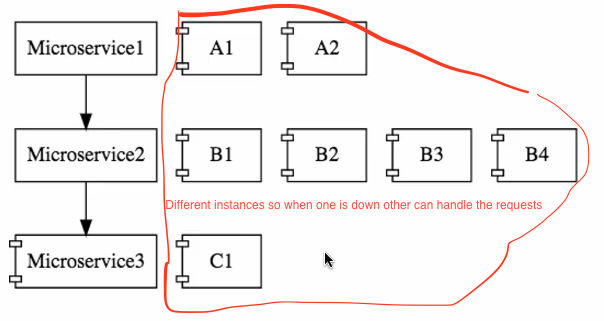 Microservice1 A1 A2
Microservice2 B1 B2 B3 B4
Different instances so when one is down other can handle the requests
Microservice3 C1